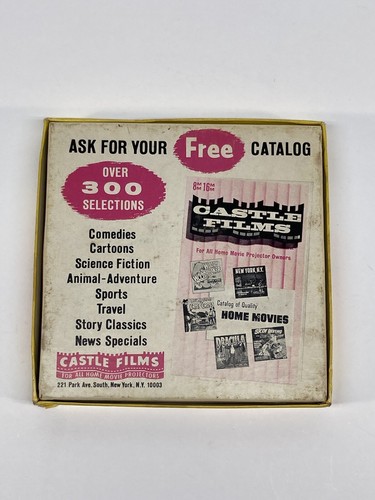 ASK FOR YOUR Free CATALOG
OVER
300
SELECTIONS
Comedies
Cartoons
Science Fiction
Animal-Adventure
Sports
Travel
Story Classics
News Specials
CASTLE FILMS
FOR ALL HOME MOVIE PROJECTORS
221 Park Ave. South, New York, N.Y. 10003
8MM 16MM
CASTLE
FILMS
For All Home Movie Projector Owners
NEW YORK, N.Y.
Catalog of Quality
HOME MOVIES
DRACULA